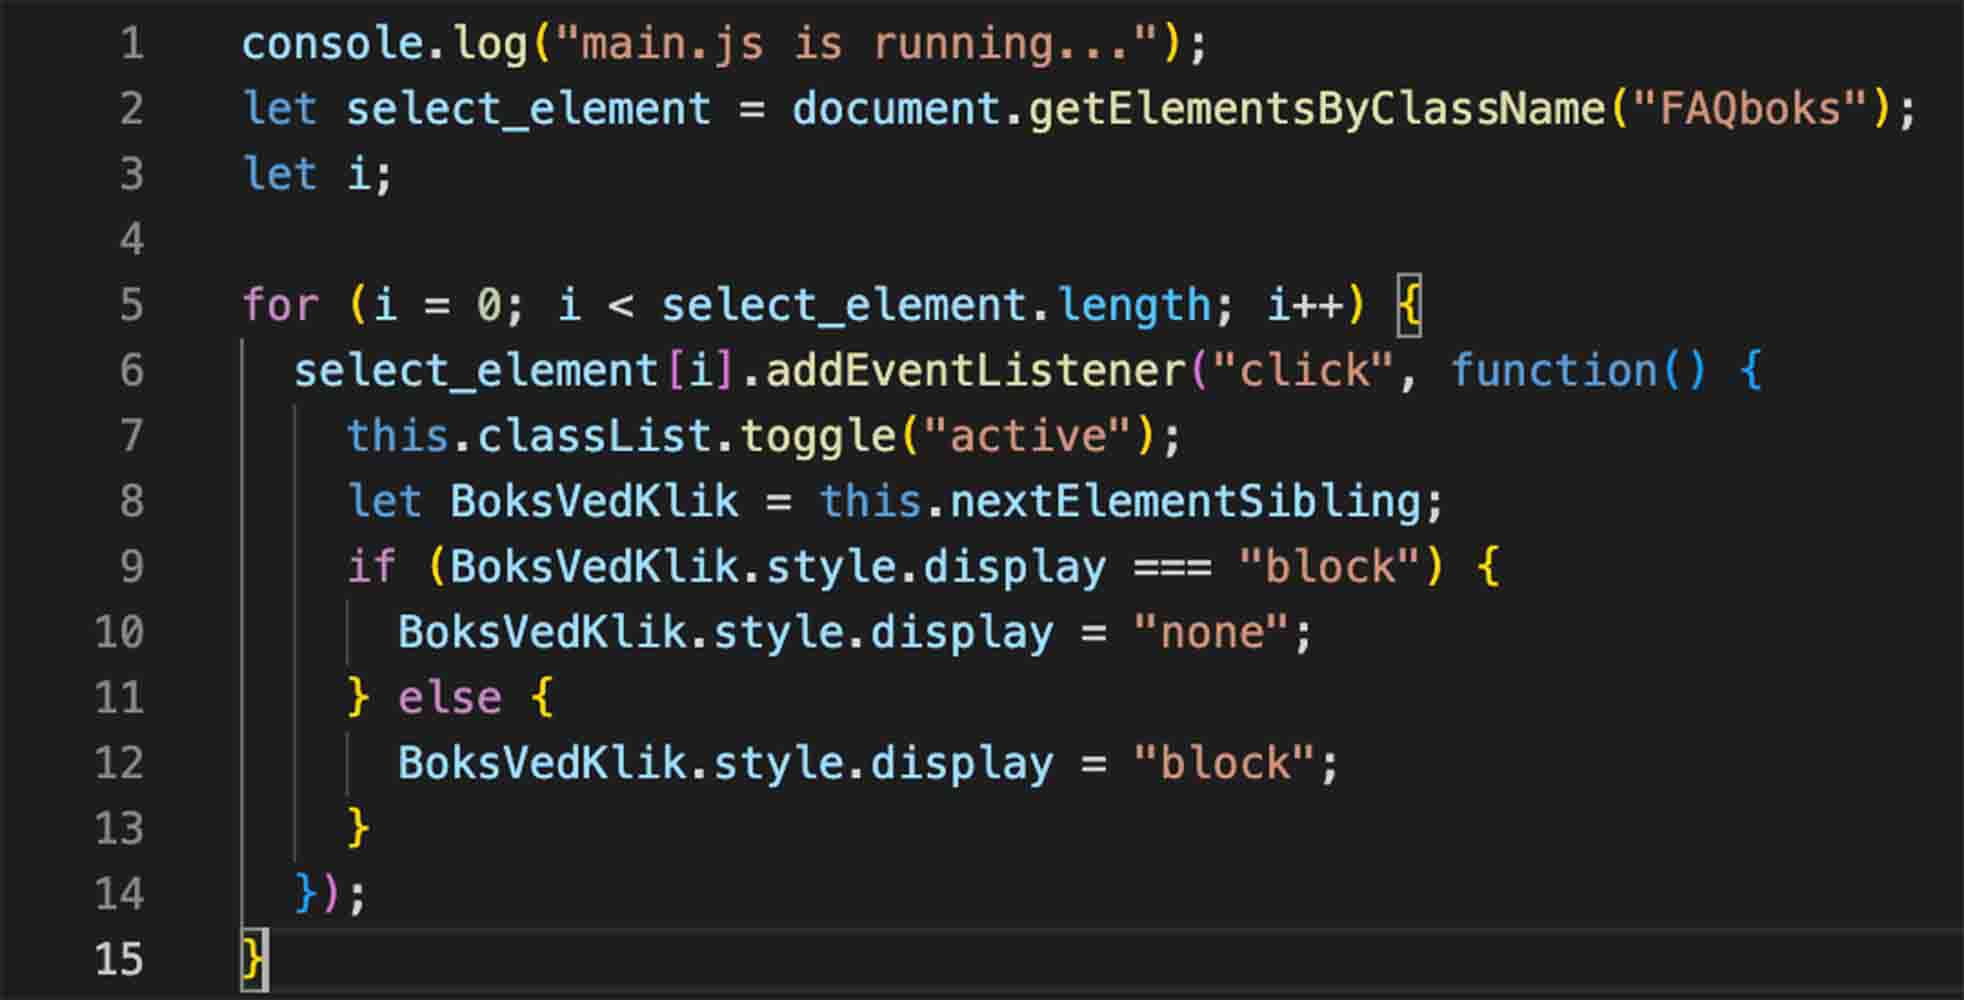 1 console.log("main.js is running...");
2 let select_element = document.getElementsByClassName("FAQboks");
3 let i;
4
5 for (i = 0; i < select_element.length; i++) {
6   select_element[i].addEventListener("click", function() {
7     this.classList.toggle("active");
8     let BoksVedKlik = this.nextElementSibling;
9     if (BoksVedKlik.style.display === "block") {
10       BoksVedKlik.style.display = "none";
11     } else {
12       BoksVedKlik.style.display = "block";
13     }
14   });
15 }